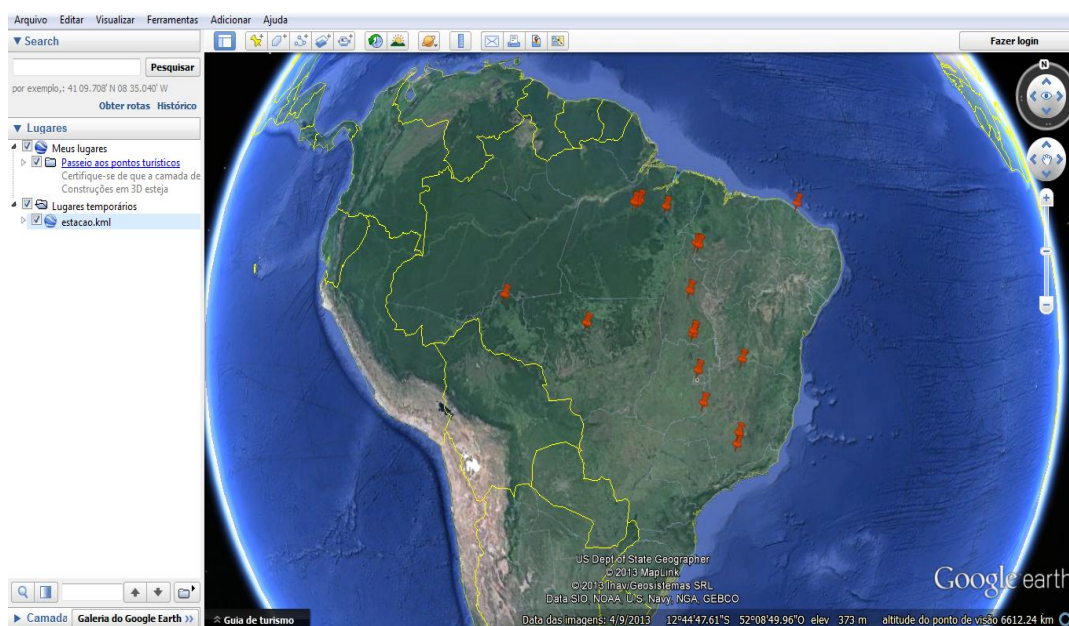 Arquivo Editar Visualizar Ferramentas Adicionar Ajuda
▼ Search
Fazer login
Pesquisar
por exemplo,: 41 09.708' N 08 35.040' W
Obter rotas Histórico
▼ Lugares
Meus lugares
Passeio aos pontos turísticos
Certifique-se de que a camada de
Construções em 3D esteja
Lugares temporários
estacao.kml
N
US Dept of State Geographer
© 2013 MapLink
© 2013 Inav/Geosistemas SRL
Data SIO, NOAA, U.S. Navy, NGA, GEBCO
Google earth
Camada Galeria do Google Earth >>
Guia de turismo
Data das imagens: 4/9/2013 12°44'47.61"S 52°08'49.96"O elev 373 m altitude do ponto de visão 6612.24 km